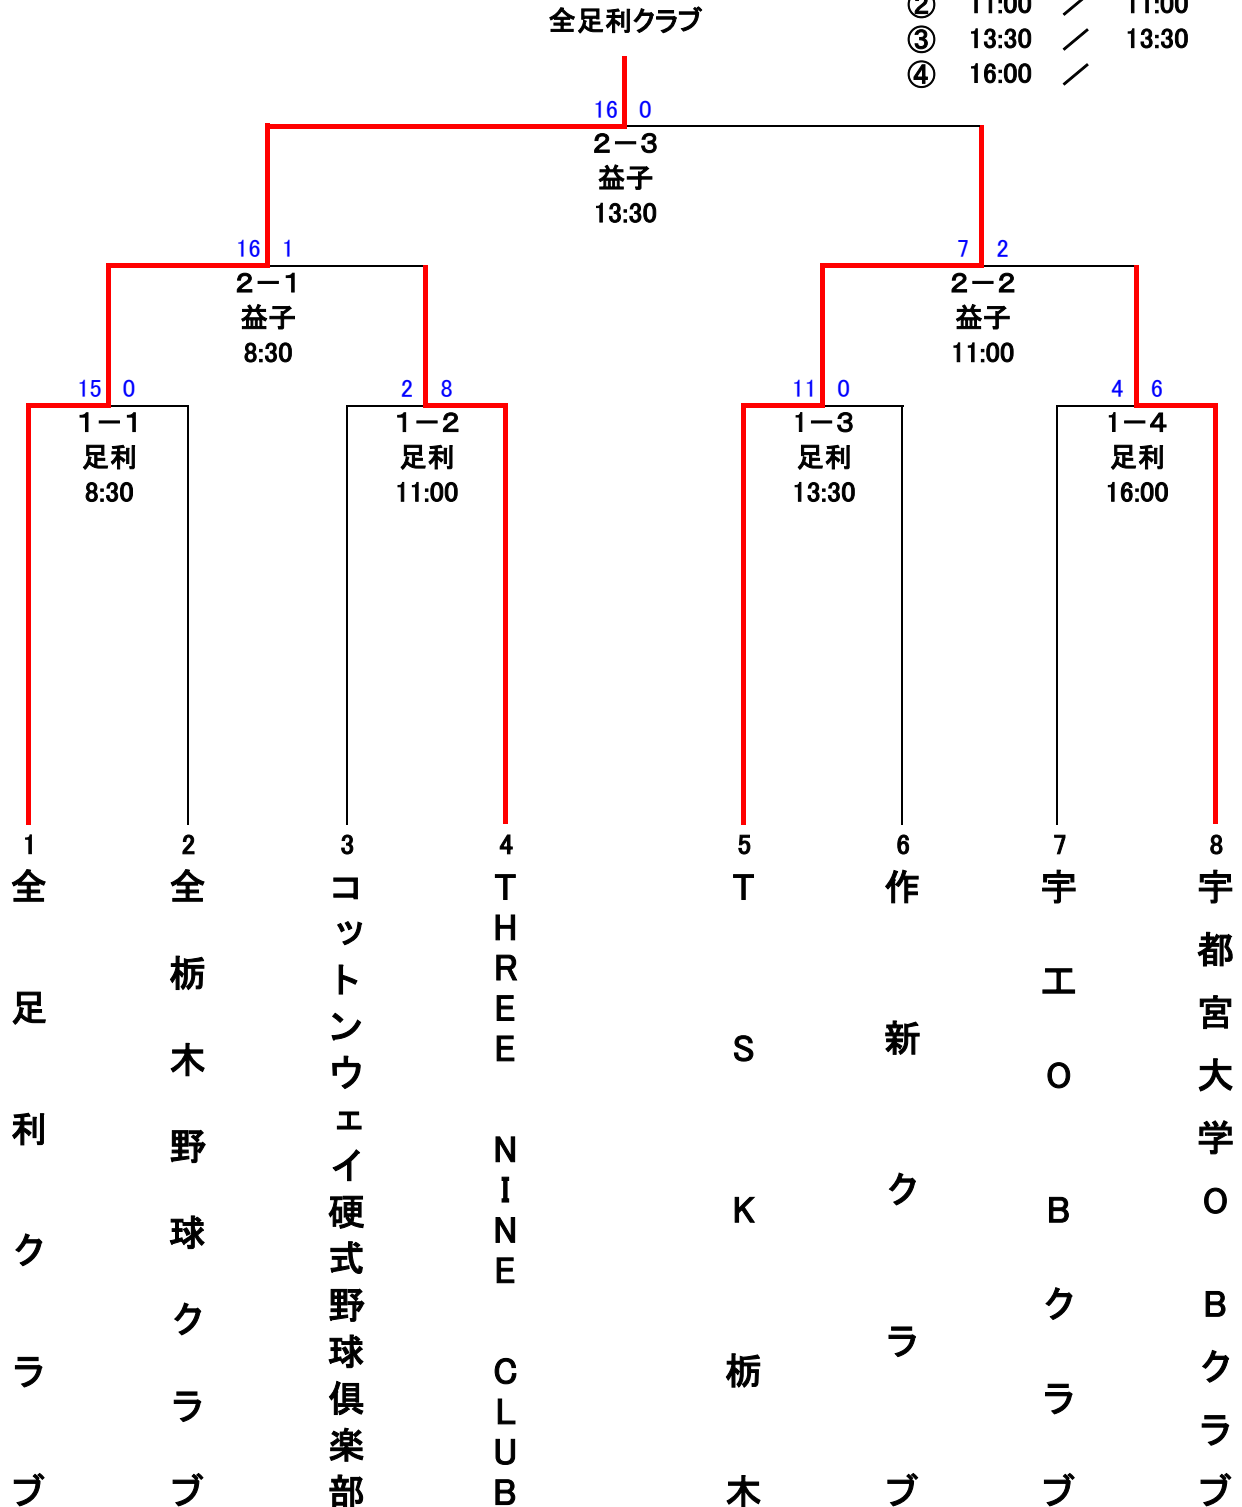 全足利クラブ
② 11:00 ／ 11:00
③ 13:30 ／ 13:30
④ 16:00 ／
16 0
2－3
益子
13:30
16 1
2－1
益子
8:30
7 2
2－2
益子
11:00
15 0
1－1
足利
8:30
2 8
1－2
足利
11:00
11 0
1－3
足利
13:30
4 6
1－4
足利
16:00
1
全足利クラブ
2
全栃木野球クラブ
3
コットンウェイ硬式野球倶楽部
4
THREE NINE CLUB
5
TSK栃木
6
作新クラブ
7
宇工OBクラブ
8
宇都宮大学OBクラブ